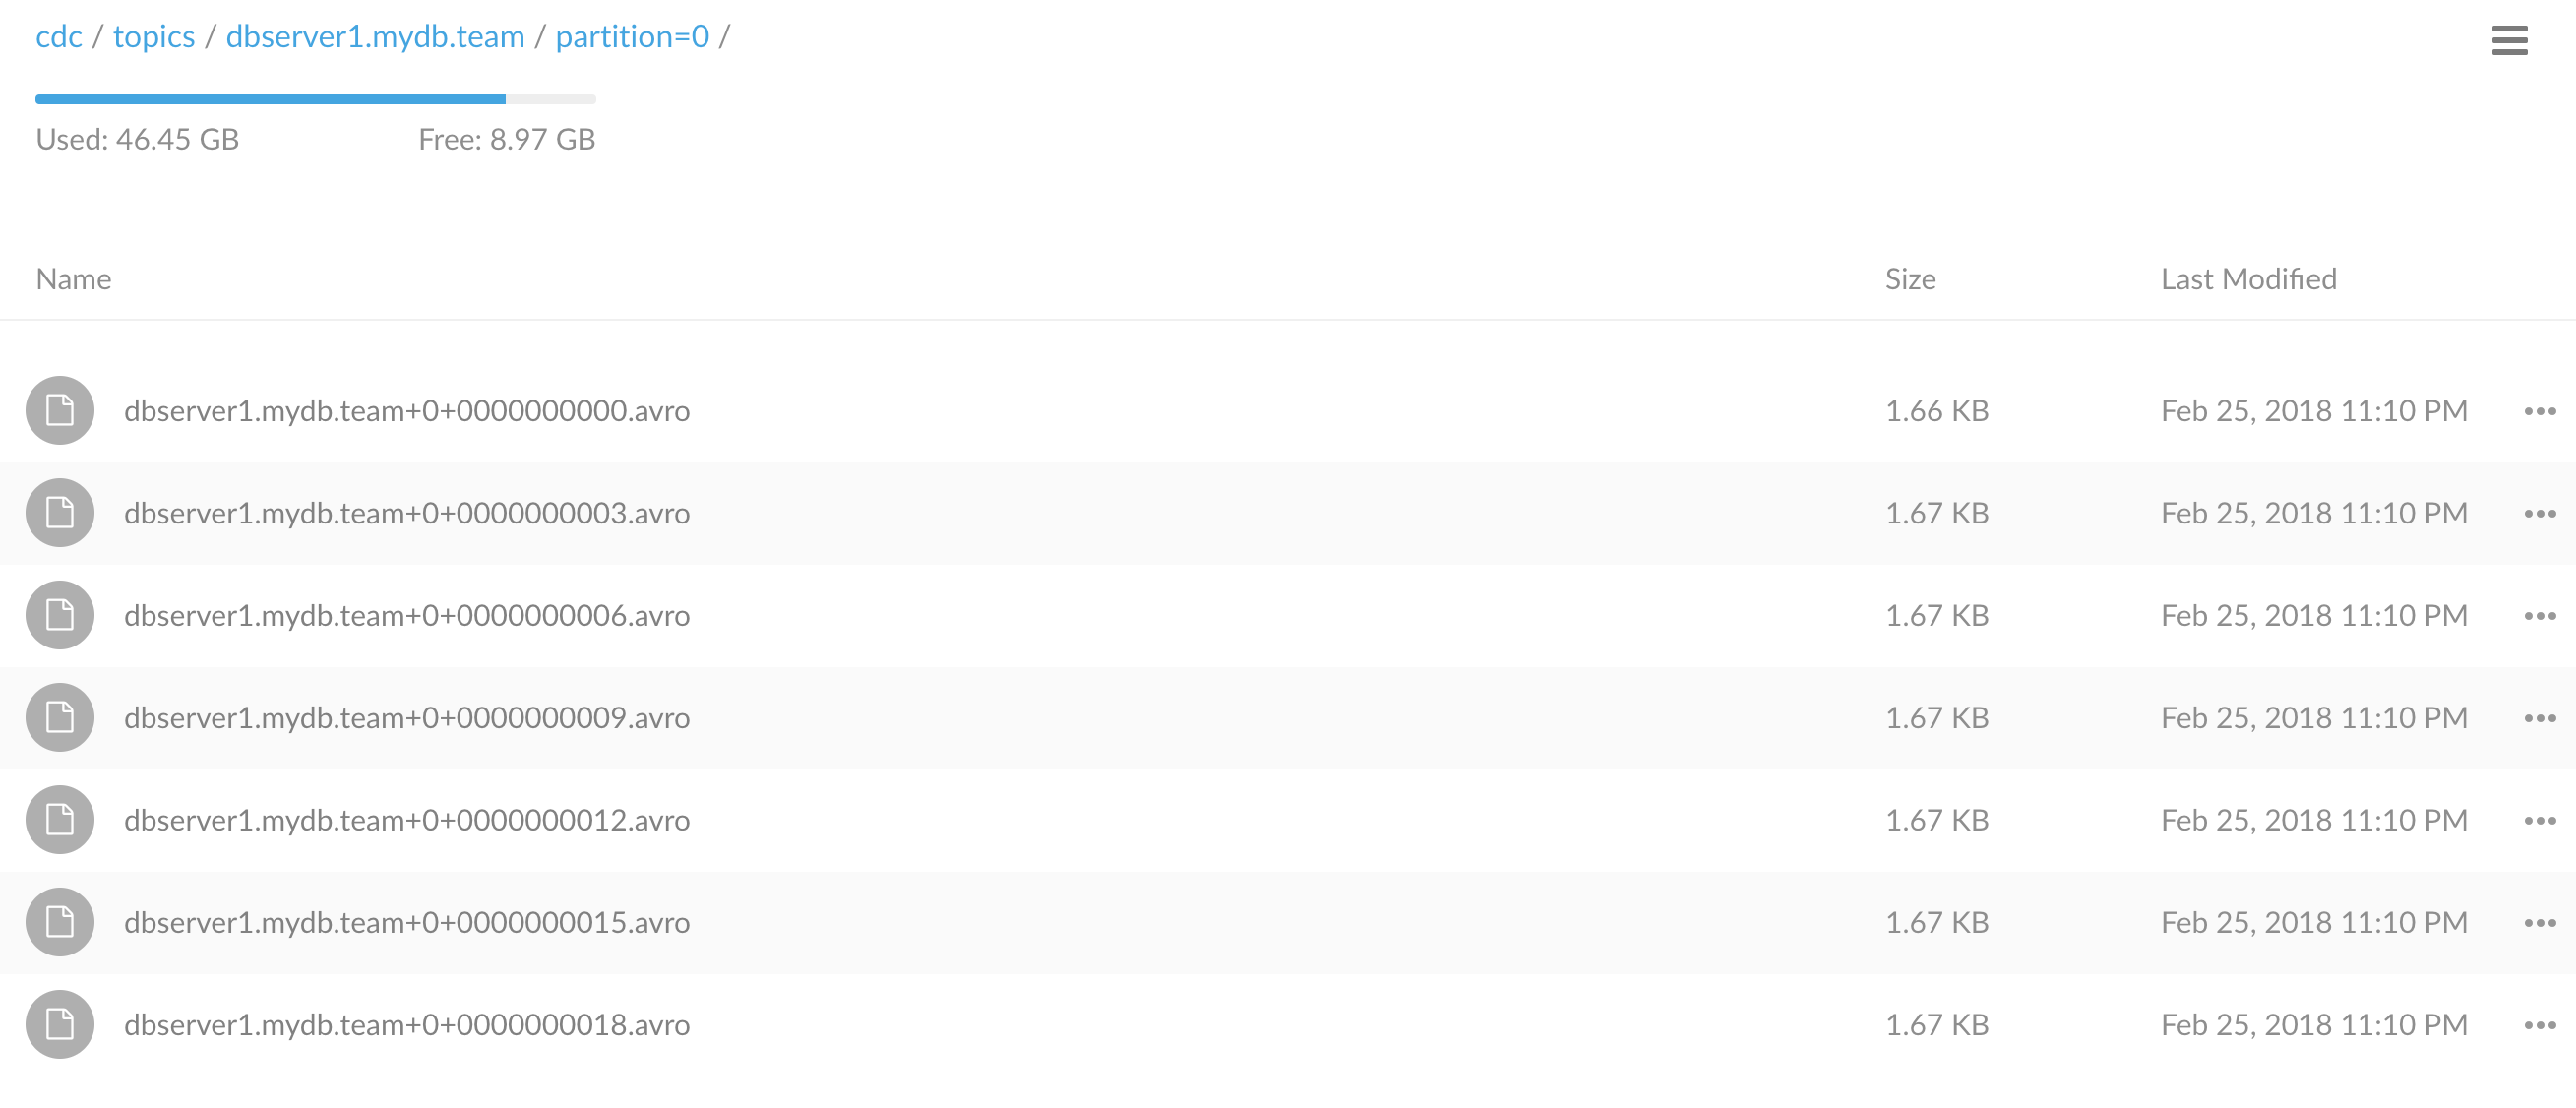 cdc / topics / dbserver1.mydb.team / partition=0 /
Used: 46.45 GB Free: 8.97 GB
Name Size Last Modified
dbserver1.mydb.team+0+0000000000.avro 1.66 KB Feb 25, 2018 11:10 PM
dbserver1.mydb.team+0+0000000003.avro 1.67 KB Feb 25, 2018 11:10 PM
dbserver1.mydb.team+0+0000000006.avro 1.67 KB Feb 25, 2018 11:10 PM
dbserver1.mydb.team+0+0000000009.avro 1.67 KB Feb 25, 2018 11:10 PM
dbserver1.mydb.team+0+0000000012.avro 1.67 KB Feb 25, 2018 11:10 PM
dbserver1.mydb.team+0+0000000015.avro 1.67 KB Feb 25, 2018 11:10 PM
dbserver1.mydb.team+0+0000000018.avro 1.67 KB Feb 25, 2018 11:10 PM